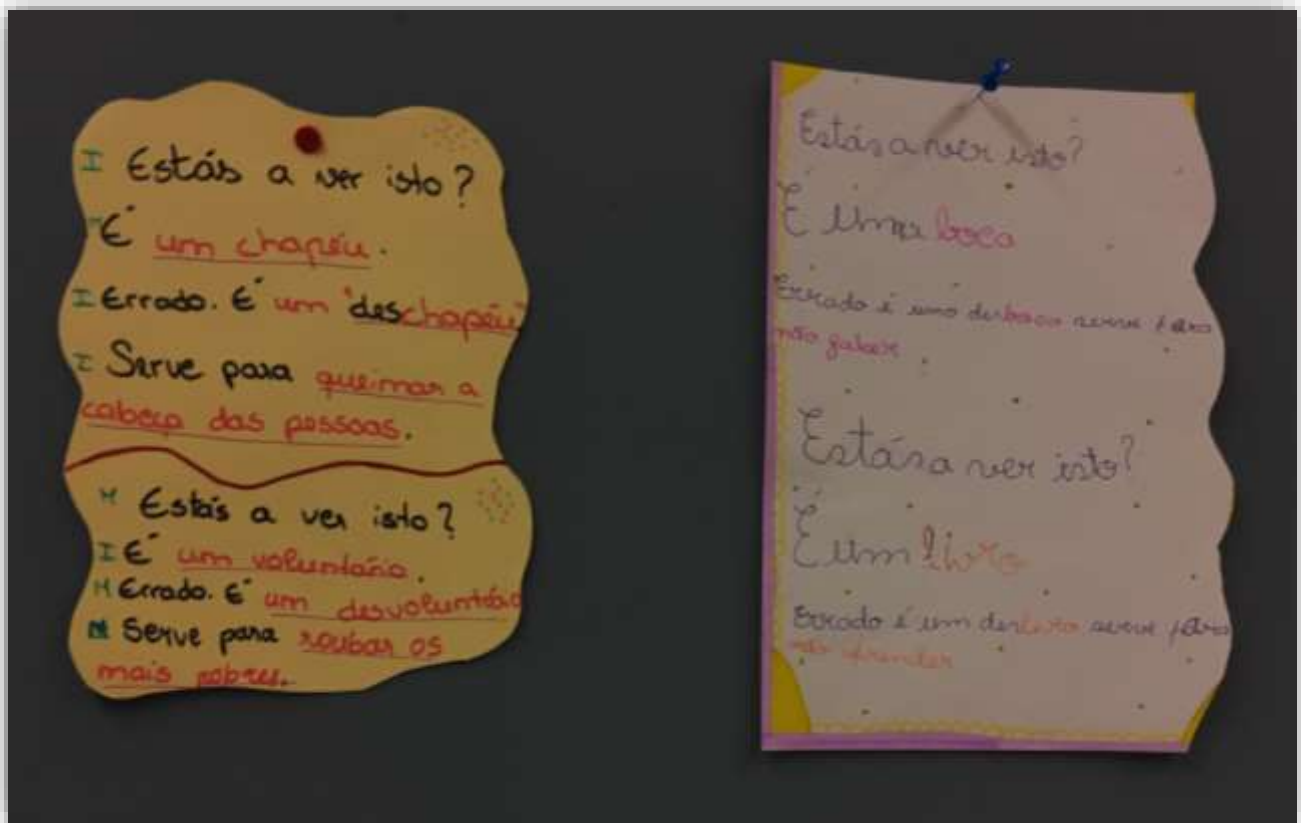 I Estás a ver isto?
M É um chapéu.
I Errado. É um "deschapéu"
I Serve para queimar a
cabeça das pessoas.
M Estás a ver isto?
I É um voluntário.
M Errado. É um desvoluntário
M Serve para roubar os
mais pobres.
Estás a ver isto?
É uma boca
Errado é uma desboca serve para
não falar
Estás a ver isto?
É um livro
Errado é um deslivro serve para
não aprender